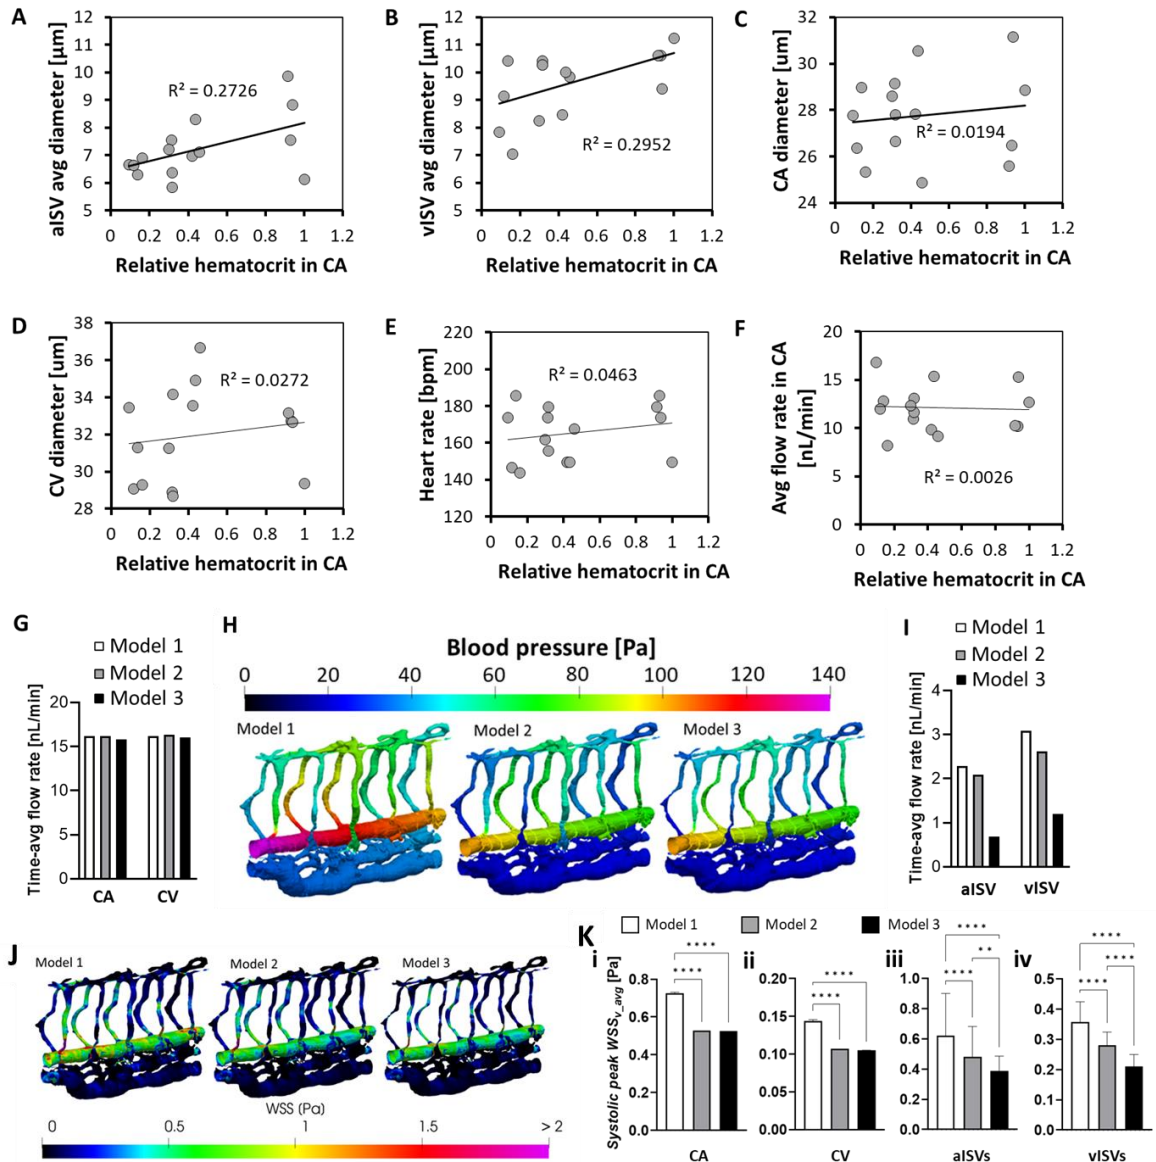 A
aISV avg diameter [µm]
12
11
10
9
8
7
6
5
R² = 0.2726
0 0.2 0.4 0.6 0.8 1 1.2
Relative hematocrit in CA
B
vISV avg diameter [µm]
12
11
10
9
8
7
6
5
R² = 0.2952
0 0.2 0.4 0.6 0.8 1 1.2
Relative hematocrit in CA
C
CA diameter [um]
32
30
28
26
24
R² = 0.0194
0 0.2 0.4 0.6 0.8 1 1.2
Relative hematocrit in CA
D
CV diameter [um]
38
36
34
32
30
28
R² = 0.0272
0 0.2 0.4 0.6 0.8 1 1.2
Relative hematocrit in CA
E
Heart rate [bpm]
220
200
180
160
140
120
R² = 0.0463
0 0.2 0.4 0.6 0.8 1 1.2
Relative hematocrit in CA
F
Avg flow rate in CA
[nL/min]
20
15
10
5
0
R² = 0.0026
0 0.2 0.4 0.6 0.8 1 1.2
Relative hematocrit in CA
G
Model 1
Model 2
Model 3
Time-avg flow rate [nL/min]
20
15
10
5
0
CA CV
H
Blood pressure [Pa]
0 20 40 60 80 100 120 140
Model 1 Model 2 Model 3
I
Model 1
Model 2
Model 3
Time-avg flow rate [nL/min]
4
3
2
1
0
aISV vISV
J
Model 1 Model 2 Model 3
WSS (Pa)
0 0.5 1 1.5 > 2
K
Model 1 Model 2 Model 3
i
Systolic peak WSSv_avg [Pa]
0.8
0.6
0.4
0.2
0.0
****
****
CA
ii
0.20
0.15
0.10
0.05
0.00
****
****
CV
iii
1.0
0.8
0.6
0.4
0.2
0.0
****
**
****
aISVs
iv
0.5
0.4
0.3
0.2
0.1
0.0
****
****
****
vISVs